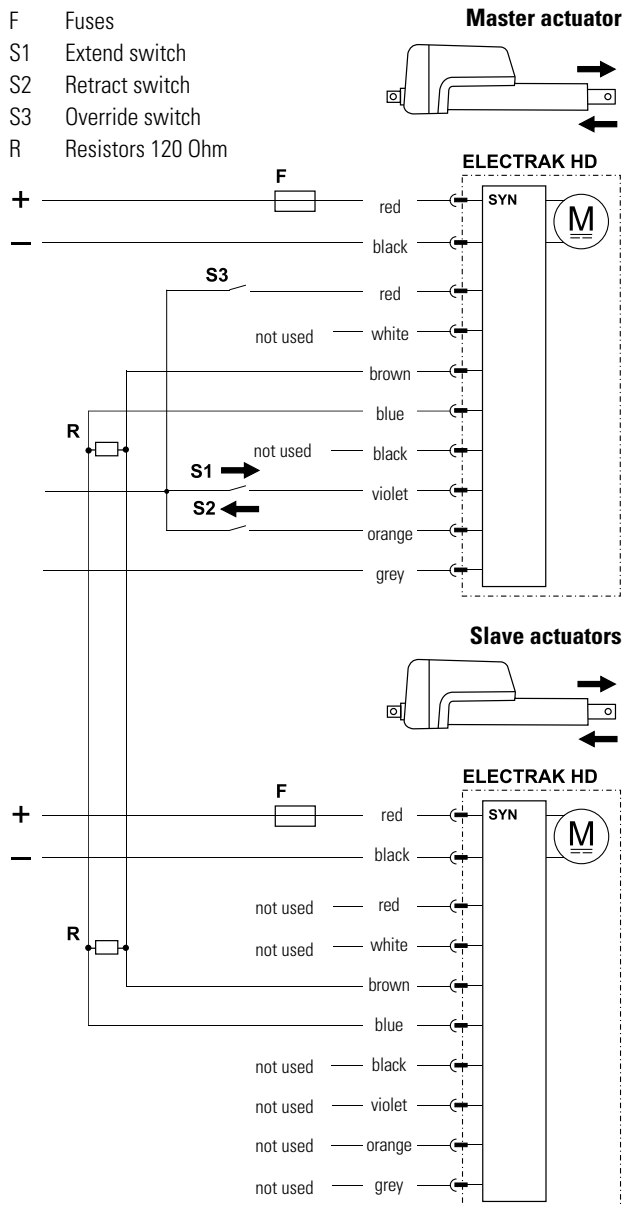 F Fuses
S1 Extend switch
S2 Retract switch
S3 Override switch
R Resistors 120 Ohm
Master actuator
ELECTRAK HD
F
+ red SYN M
− black
S3 red
not used white
brown
blue
R
not used black
S1 violet
S2 orange
grey
Slave actuators
ELECTRAK HD
F
+ red SYN M
− black
not used red
R not used white
brown
blue
not used black
not used violet
not used orange
not used grey